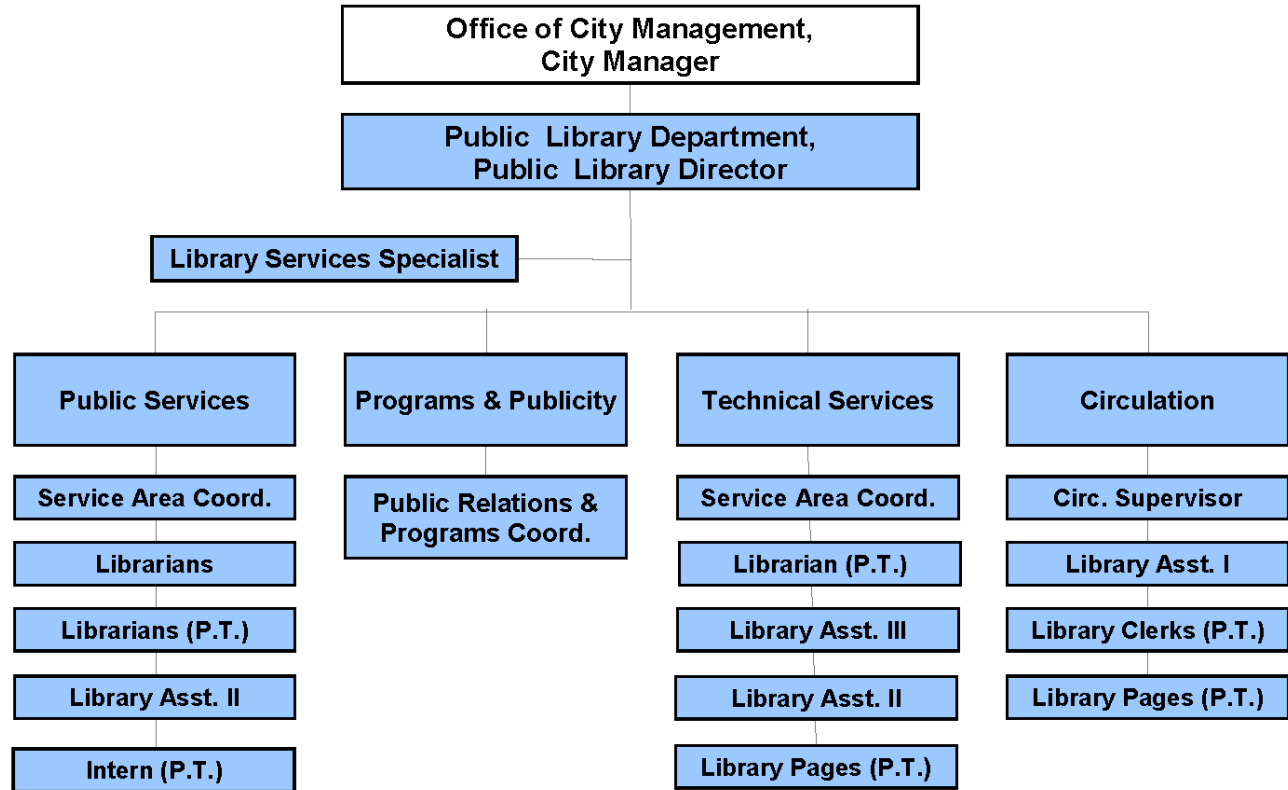 Office of City Management,
City Manager
Public Library Department,
Public Library Director
Library Services Specialist
Public Services
Service Area Coord.
Librarians
Librarians (P.T.)
Library Asst. II
Intern (P.T.)
Programs & Publicity
Public Relations &
Programs Coord.
Technical Services
Service Area Coord.
Librarian (P.T.)
Library Asst. III
Library Asst. II
Library Pages (P.T.)
Circulation
Circ. Supervisor
Library Asst. I
Library Clerks (P.T.)
Library Pages (P.T.)